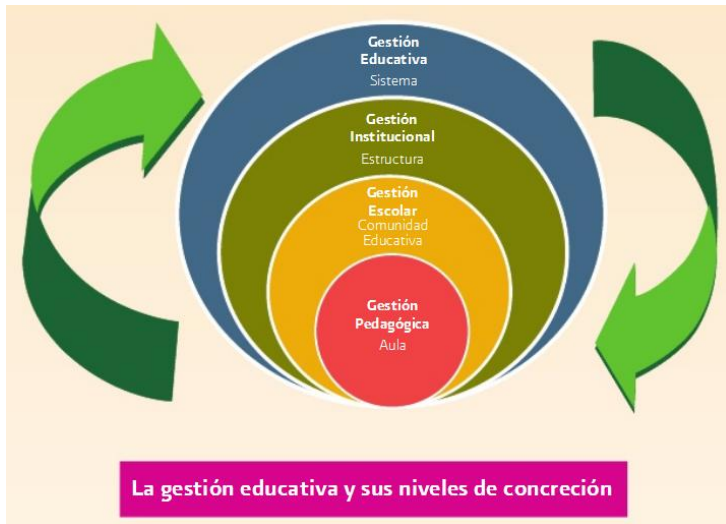 Gestión
Educativa
Sistema
Gestión
Institucional
Estructura
Gestión
Escolar
Comunidad
Educativa
Gestión
Pedagógica
Aula
La gestión educativa y sus niveles de concreción